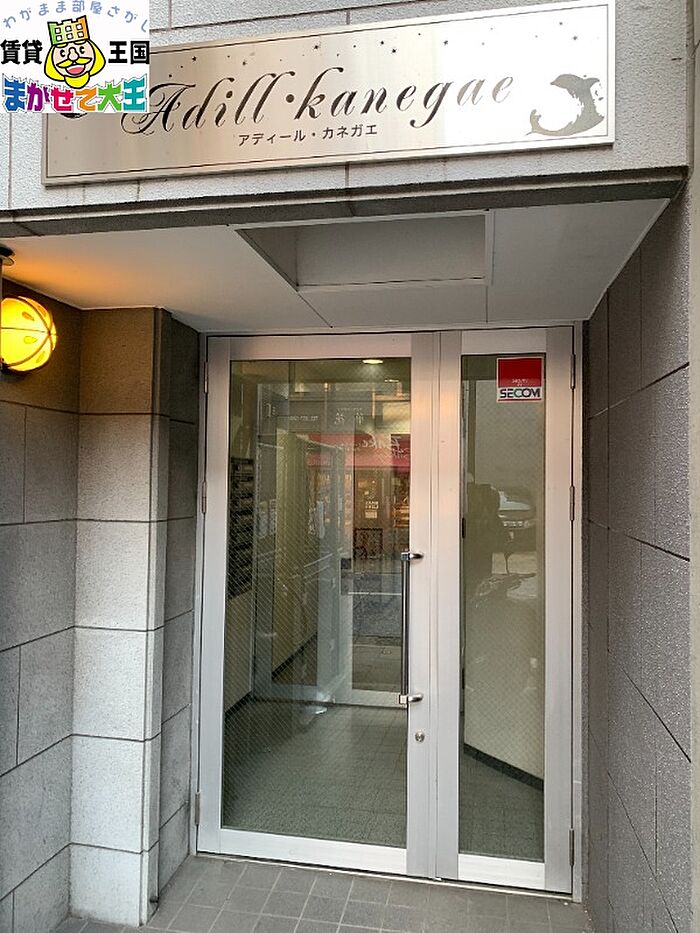 わがまま部屋さがし
賃貸王国
まかせて大王
Adill・kanegae
アディール・カネガエ
SECOM